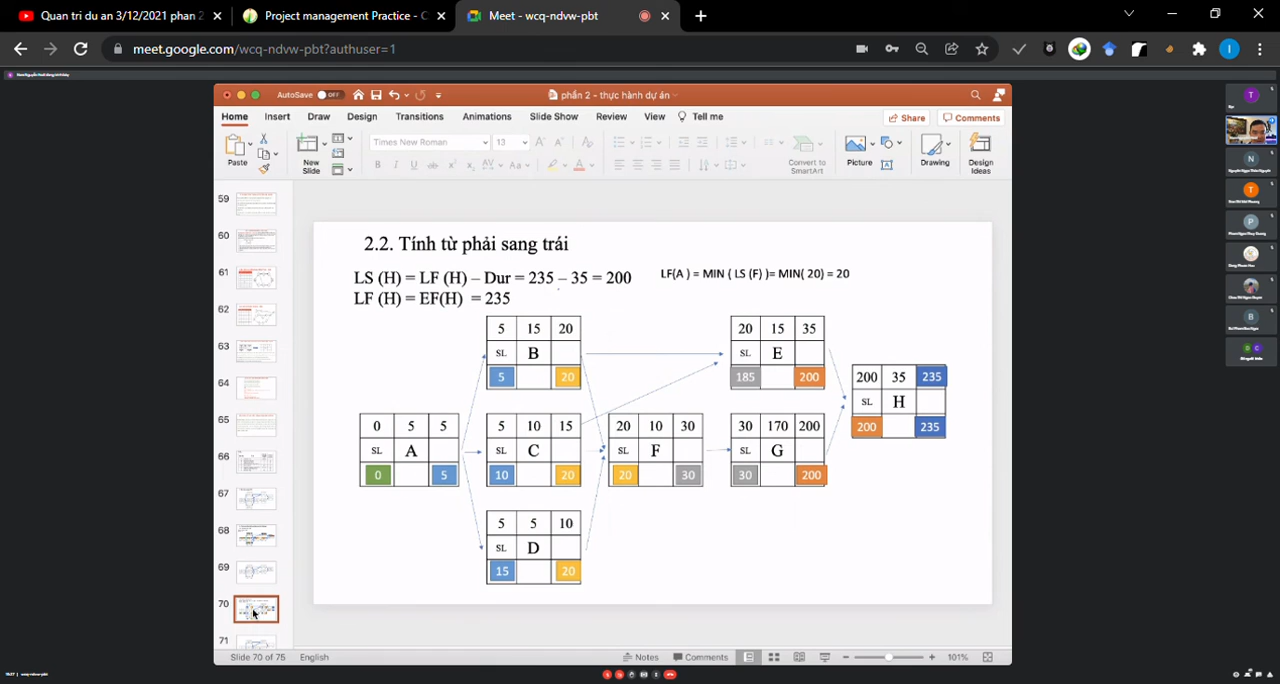 Quan tri du an 3/12/2021 phan 2
Project management Practice - C
Meet - wcq-ndvw-pbt
meet.google.com/wcq-ndvw-pbt?authuser=1
AutoSave OFF
phần 2 - thực hành dự án
Home Insert Draw Design Transitions Animations Slide Show Review View Tell me
Share Comments
Paste
New Slide
Times New Roman 13
Convert to SmartArt
Picture
Drawing
Design Ideas
59
60
61
62
63
64
65
66
67
68
69
70
71
2.2. Tính từ phải sang trái
LS (H) = LF (H) – Dur = 235 – 35 = 200
LF(A ) = MIN ( LS (F) )= MIN( 20) = 20
LF (H) = EF(H) = 235
5 15 20
SL B
5 20
20 15 35
SL E
185 200
200 35 235
SL H
200 235
0 5 5
SL A
0 5
5 10 15
SL C
10 20
20 10 30
SL F
20 30
30 170 200
SL G
30 200
5 5 10
SL D
15 20
Slide 70 of 75 English
Notes Comments 101%